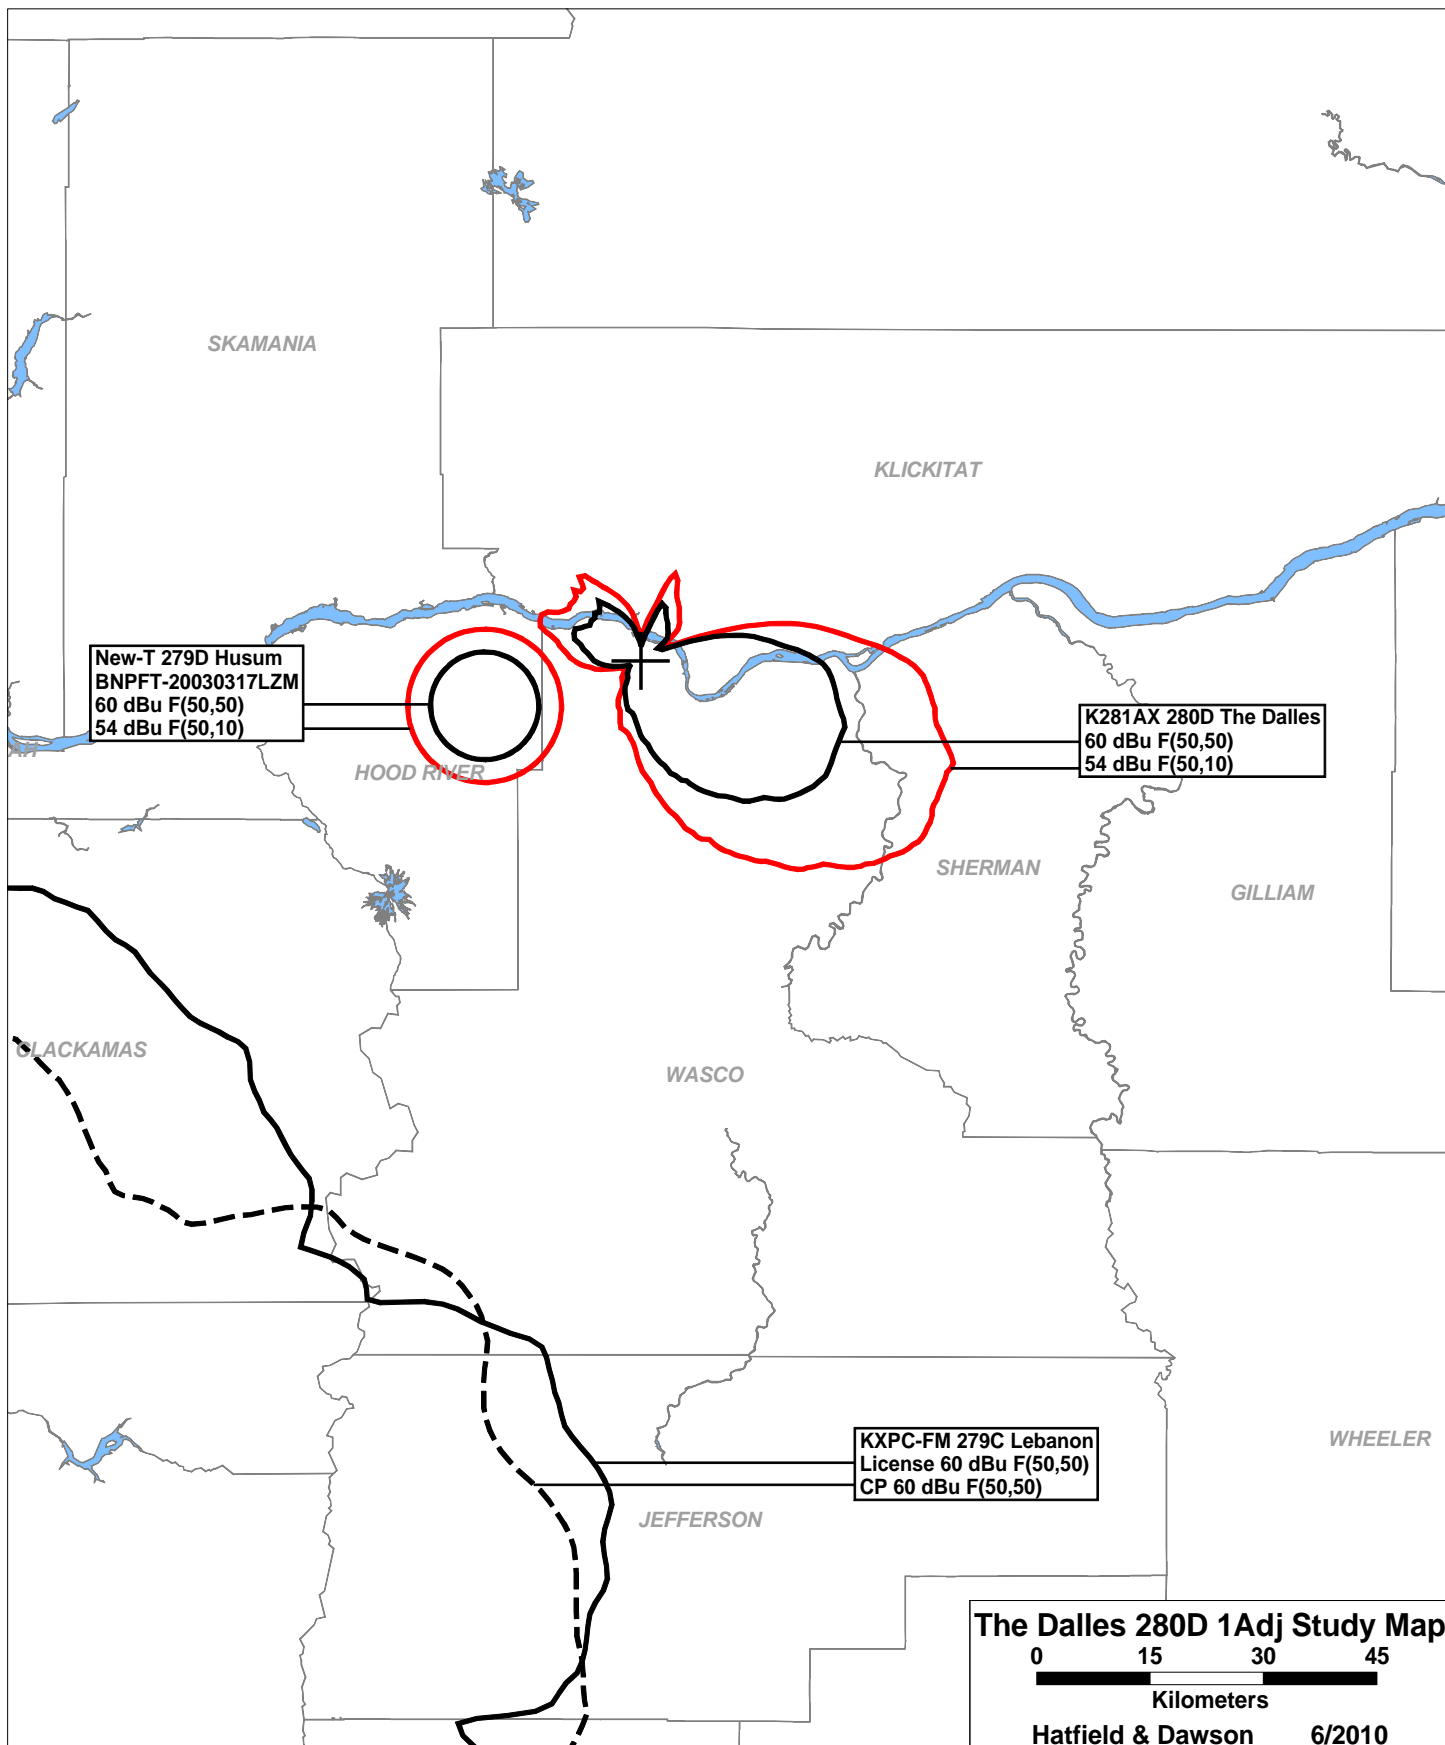 SKAMANIA
KLICKITAT
New-T 279D Husum
BNPFT-20030317LZM
60 dBu F(50,50)
54 dBu F(50,10)
K281AX 280D The Dalles
60 dBu F(50,50)
54 dBu F(50,10)
HOOD RIVER
SHERMAN
GILLIAM
CLACKAMAS
WASCO
KXPC-FM 279C Lebanon
License 60 dBu F(50,50)
CP 60 dBu F(50,50)
WHEELER
JEFFERSON
The Dalles 280D 1Adj Study Map
0 15 30 45
Kilometers
Hatfield & Dawson 6/2010